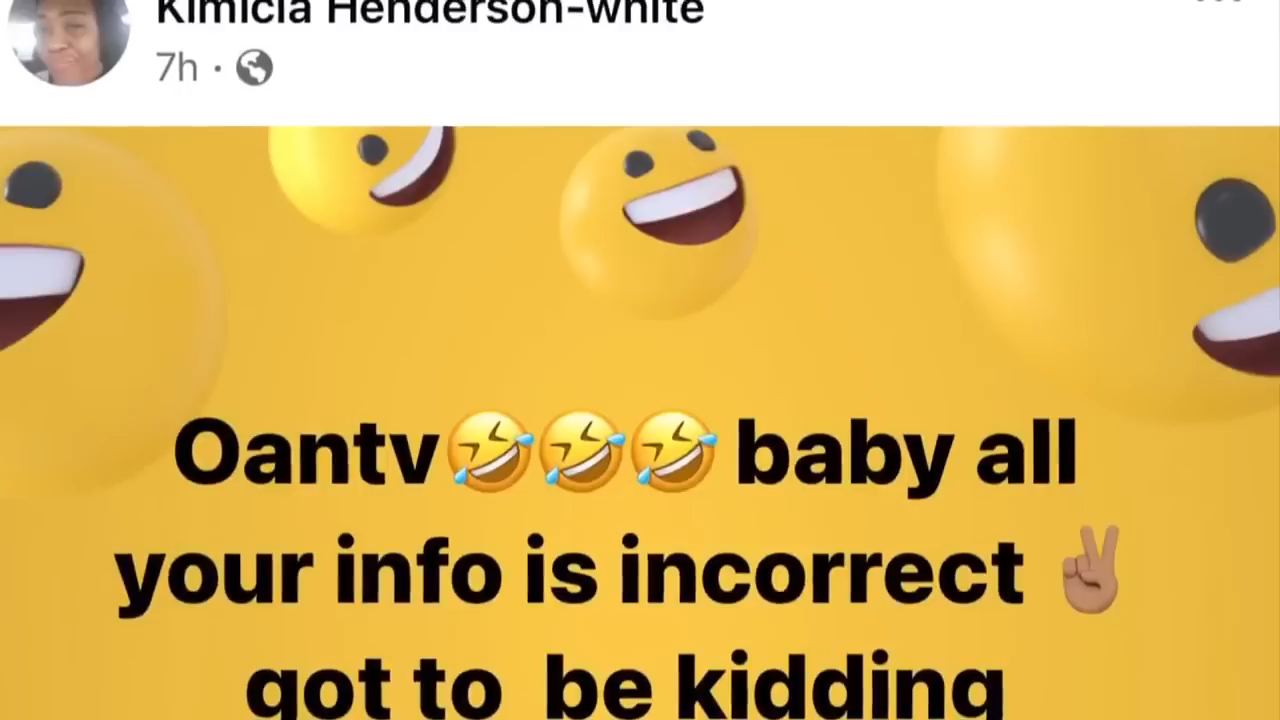 Kimicia Henderson-white
7h ·
Oantv🤣🤣🤣 baby all
your info is incorrect ✌🏽
got to be kidding